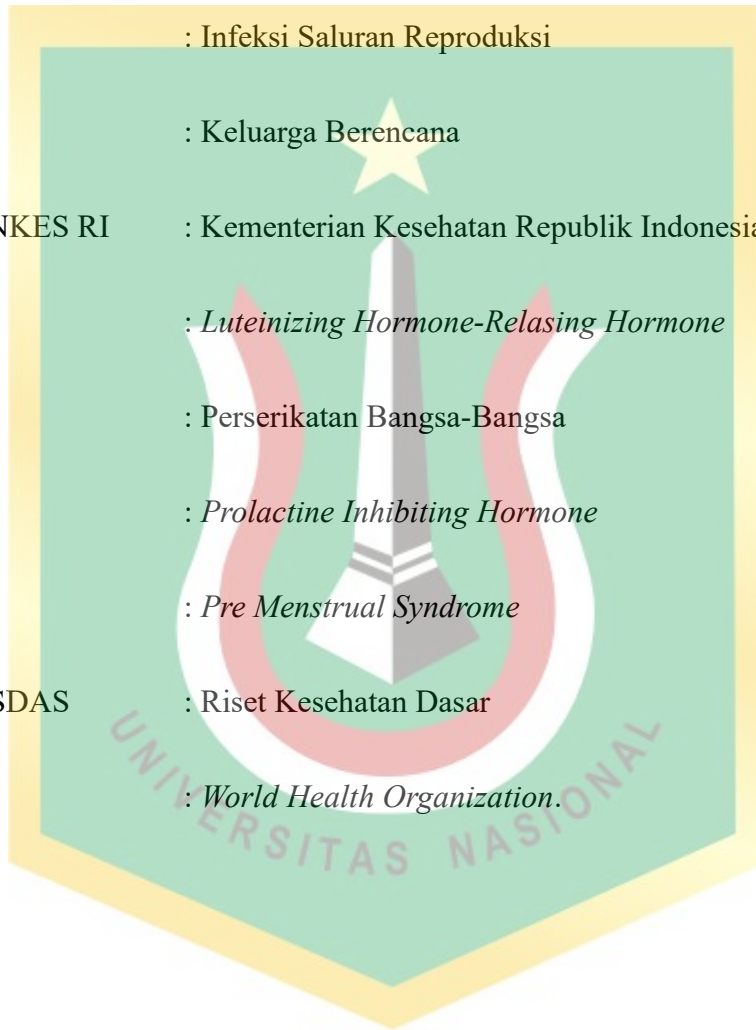 : Infeksi Saluran Reproduksi
: Keluarga Berencana
NKES RI : Kementerian Kesehatan Republik Indonesia
: Luteinizing Hormone-Relasing Hormone
: Perserikatan Bangsa-Bangsa
: Prolactine Inhibiting Hormone
: Pre Menstrual Syndrome
SDAS : Riset Kesehatan Dasar
: World Health Organization.
UNIVERSITAS NASIONAL